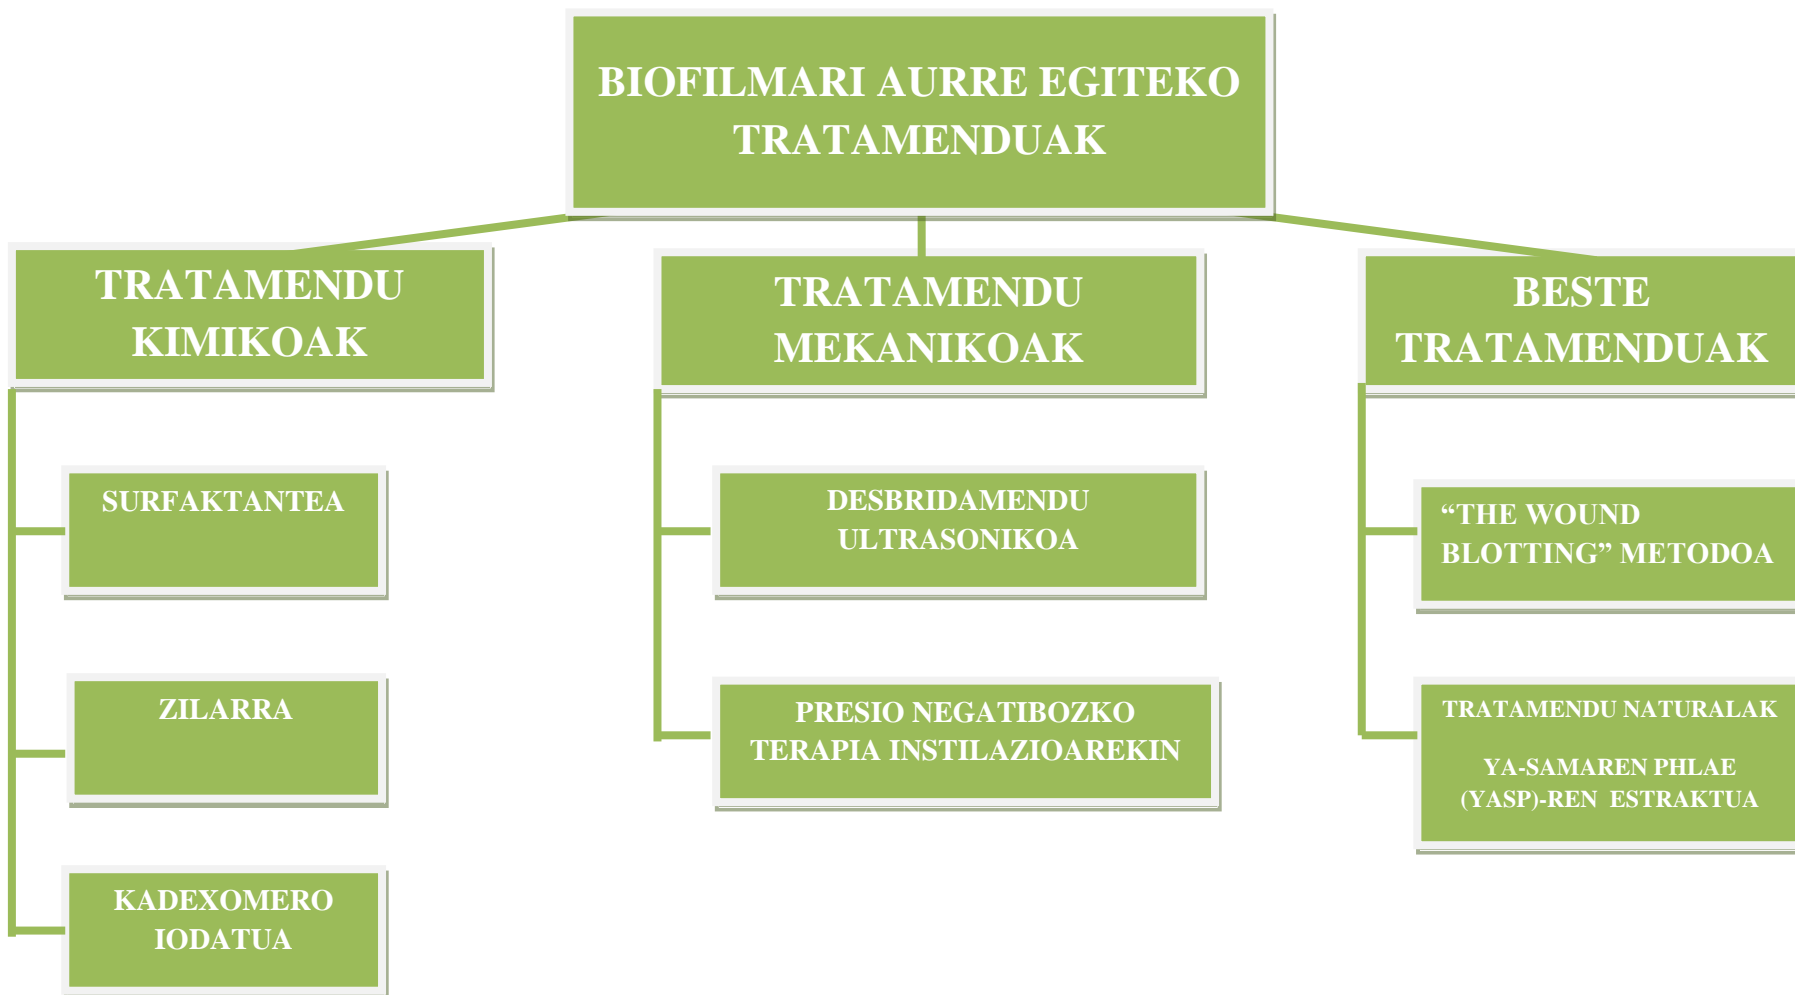 BIOFILMARI AURRE EGITEKO
TRATAMENDUAK
TRATAMENDU
KIMIKOAK
SURFAKTANTEA
ZILARRA
KADEXOMERO
IODATUA
TRATAMENDU
MEKANIKOAK
DESBRIDAMENDU
ULTRASONIKOA
PRESIO NEGATIBOZKO
TERAPIA INSTILAZIOAREKIN
BESTE
TRATAMENDUAK
“THE WOUND
BLOTTING” METODOA
TRATAMENDU NATURALAK
YA-SAMAREN PHLAE
(YASP)-REN ESTRAKTUA